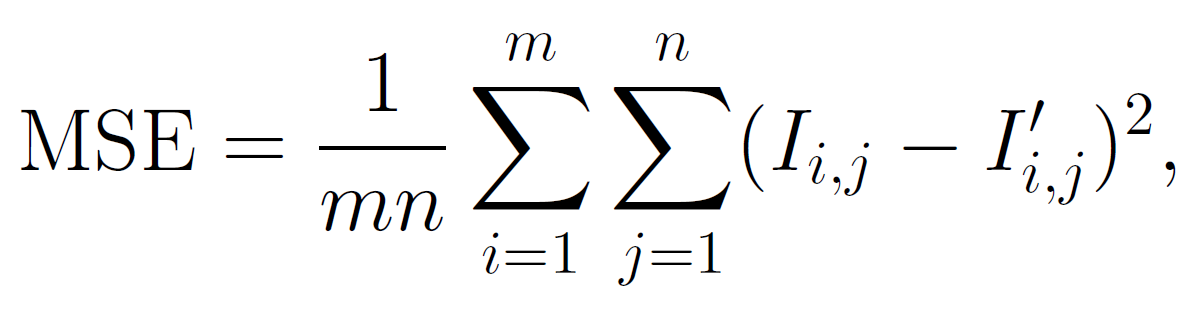 MSE = \frac{1}{mn} \sum_{i=1}^{m} \sum_{j=1}^{n} (I_{i,j} - I'_{i,j})^2,